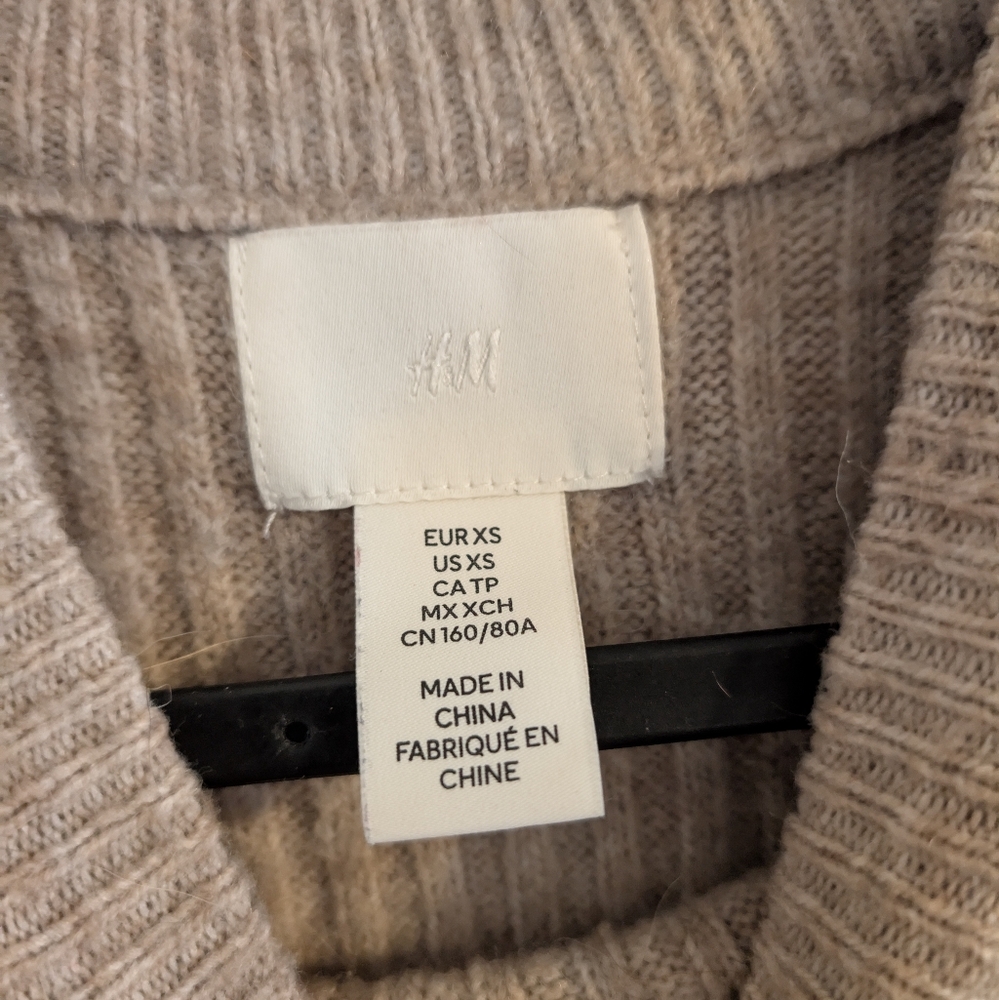 H&M
EUR XS
US XS
CA TP
MX XCH
CN 160/80A
MADE IN
CHINA
FABRIQUÉ EN
CHINE